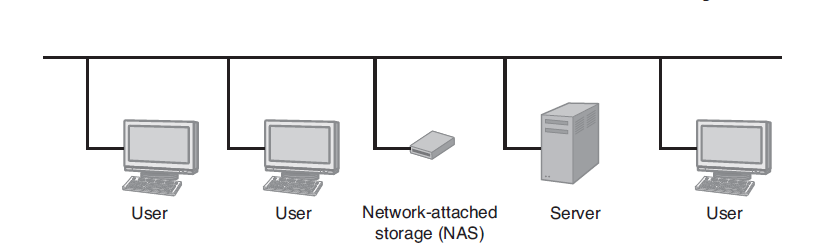 User
User
Network-attached
storage (NAS)
Server
User